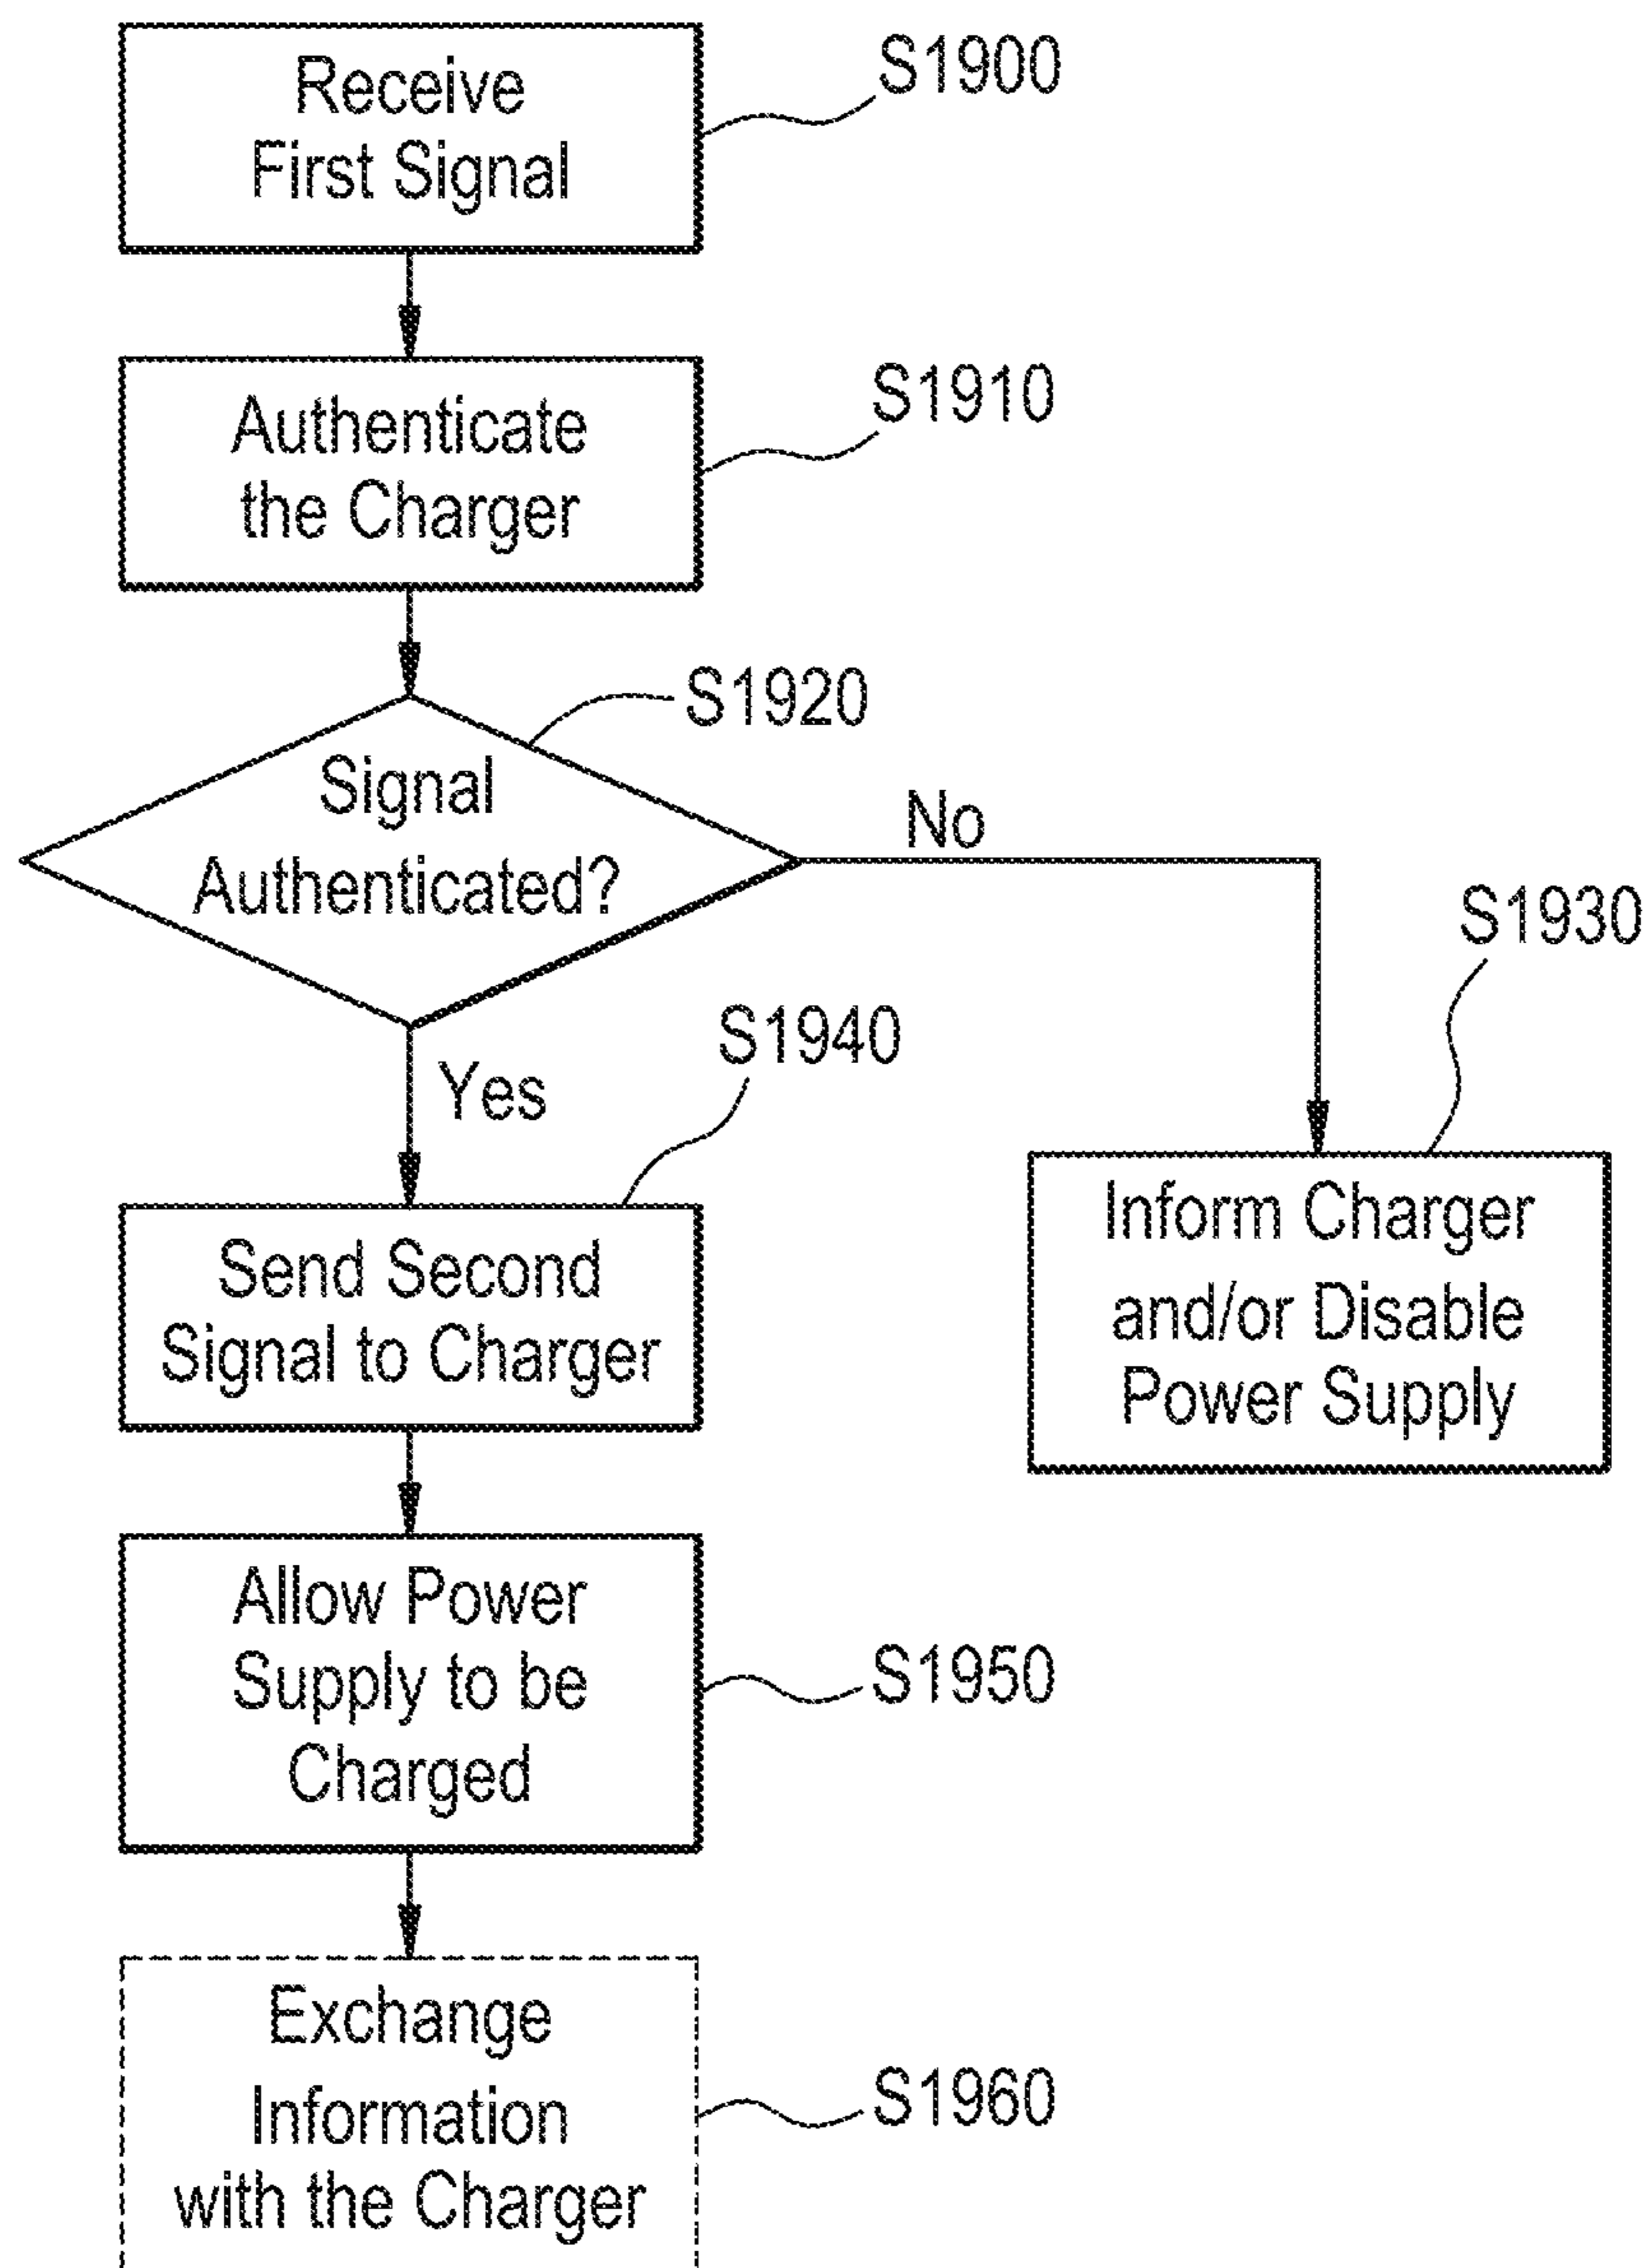 Receive
First Signal
S1900
Authenticate
the Charger
S1910
Signal
Authenticated?
S1920
No
S1930
Inform Charger
and/or Disable
Power Supply
Yes
S1940
Send Second
Signal to Charger
Allow Power
Supply to be
Charged
S1950
Exchange
Information
with the Charger
S1960